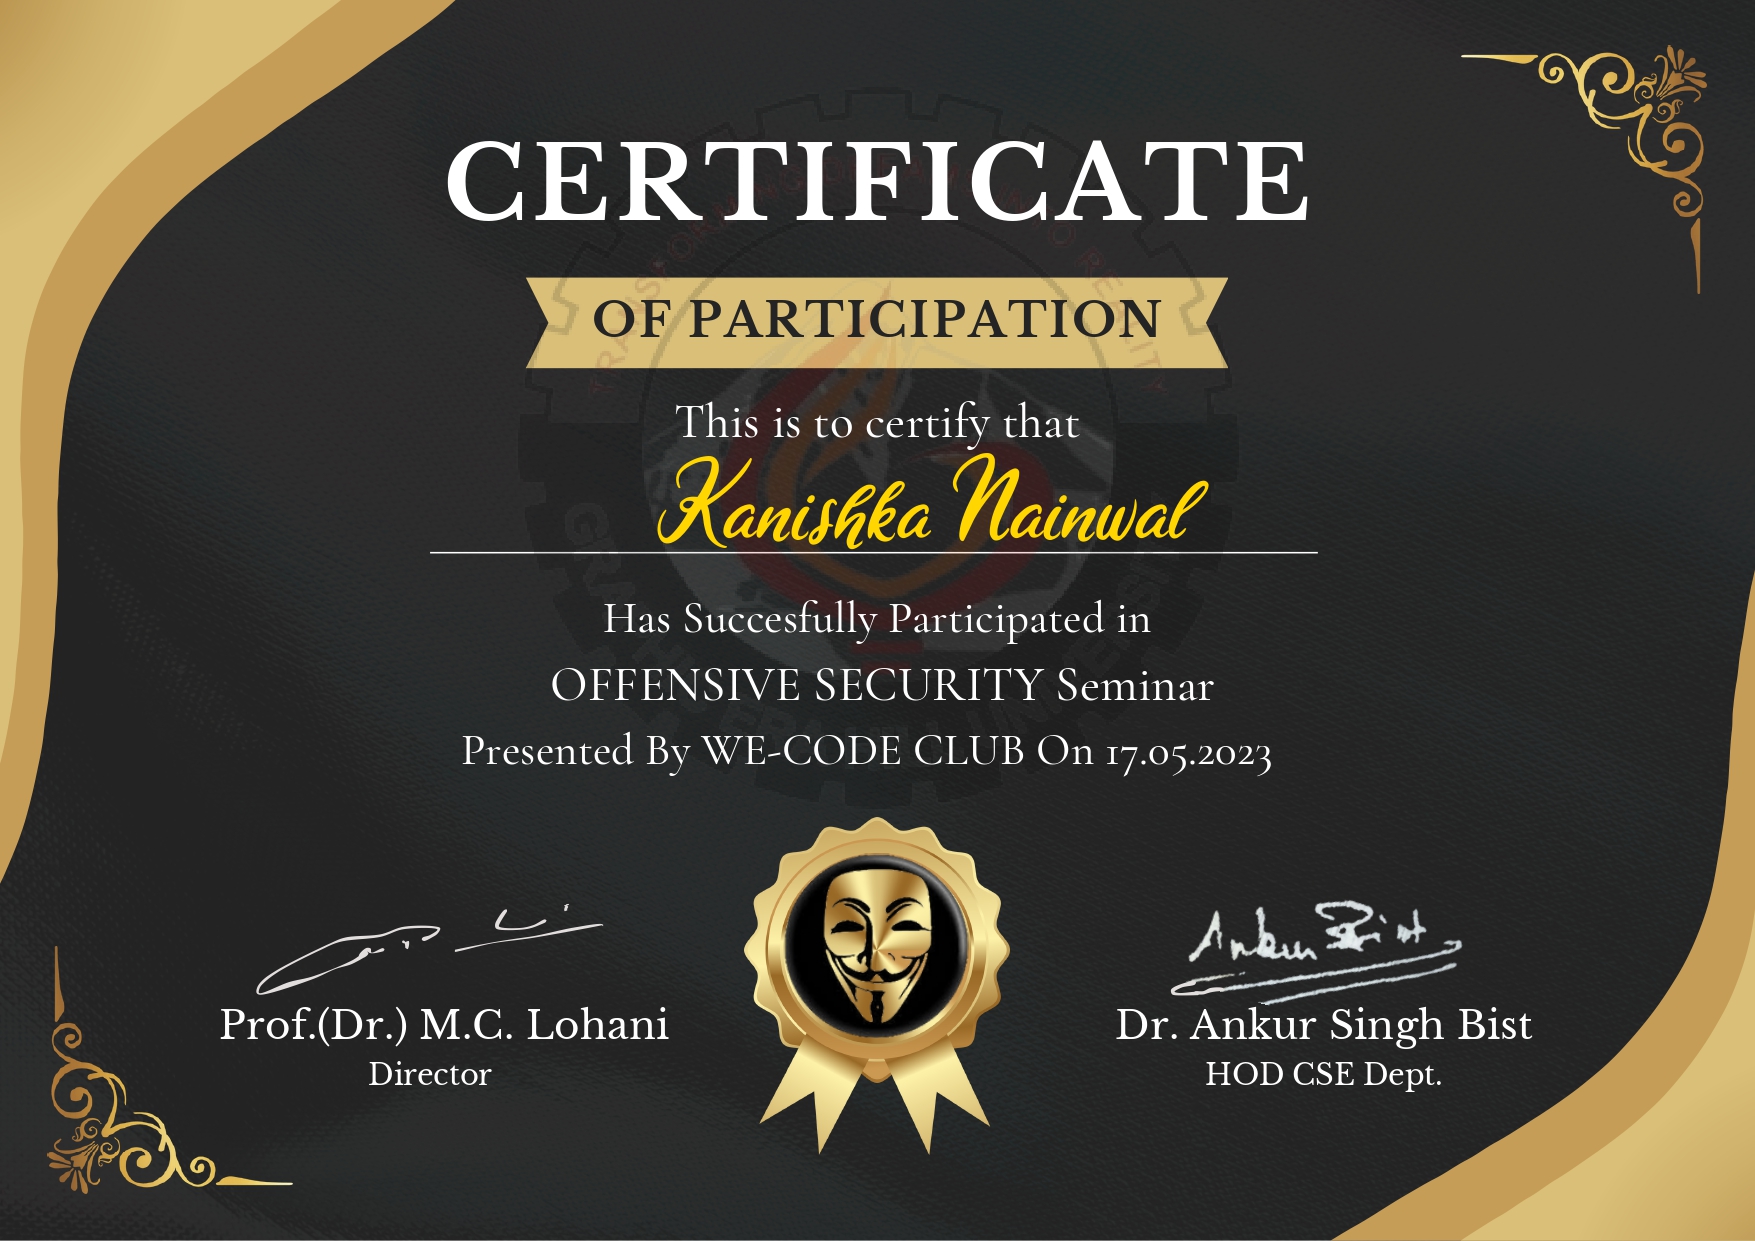 CERTIFICATE
OF PARTICIPATION
This is to certify that
Kanishka Nainwal
Has Succesfully Participated in
OFFENSIVE SECURITY Seminar
Presented By WE-CODE CLUB On 17.05.2023
Ankur Bist
Prof.(Dr.) M.C. Lohani
Director
Dr. Ankur Singh Bist
HOD CSE Dept.